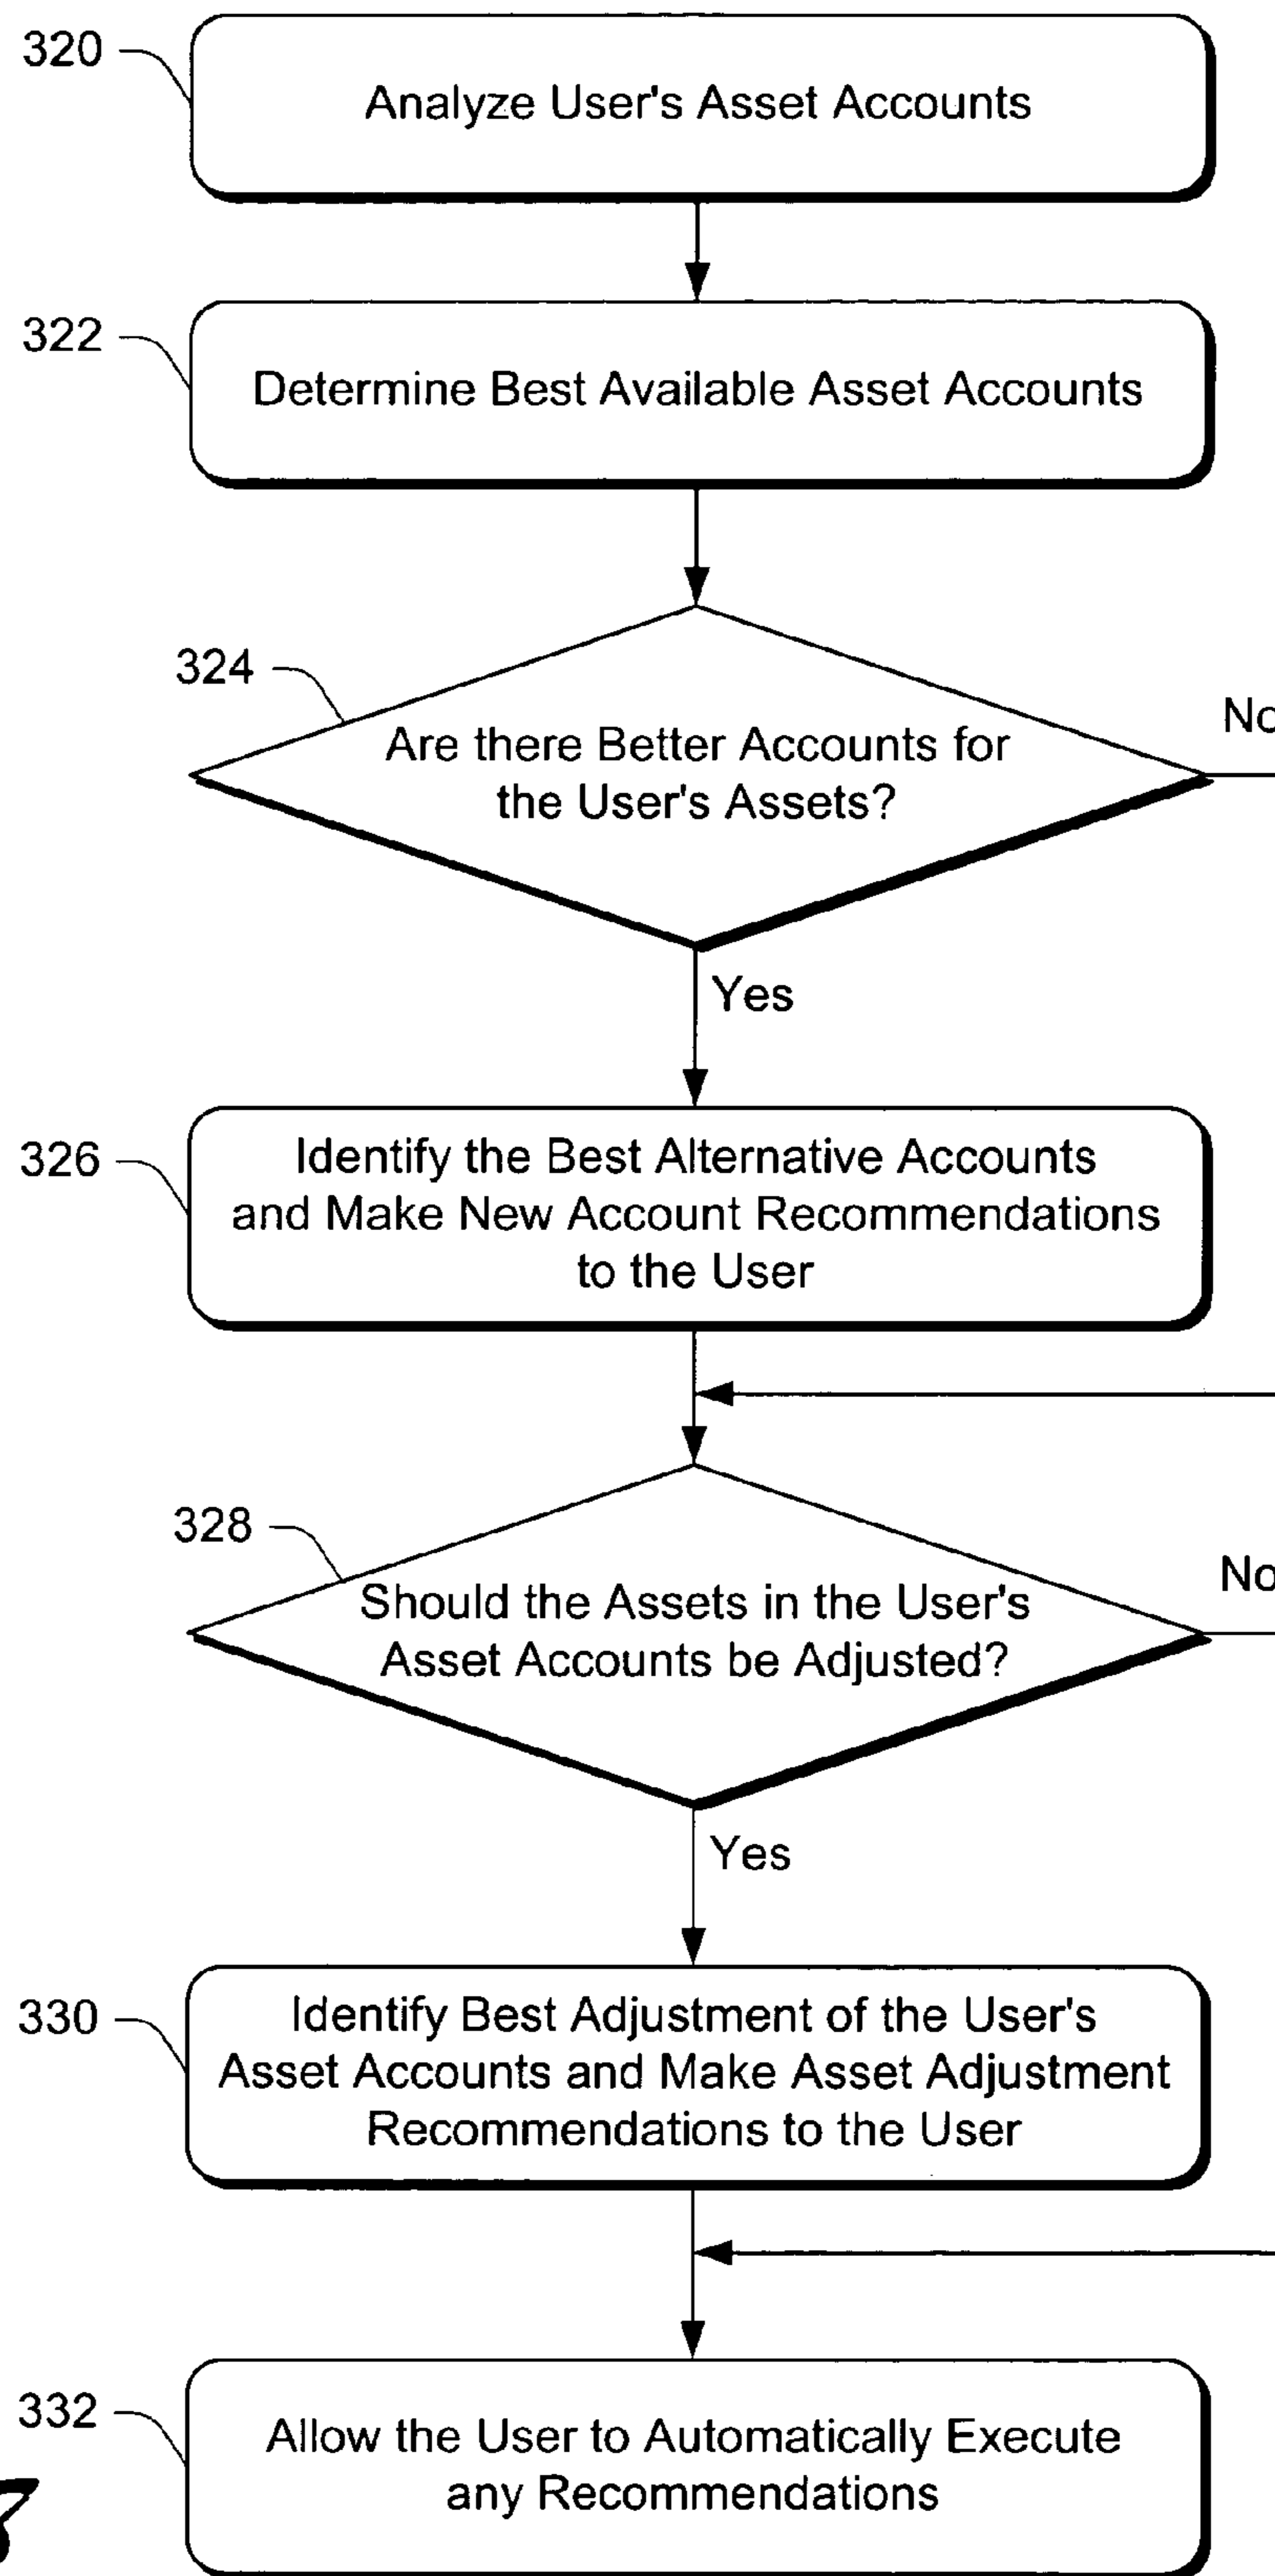 320
Analyze User's Asset Accounts
322
Determine Best Available Asset Accounts
324
Are there Better Accounts for
the User's Assets?
No
Yes
326
Identify the Best Alternative Accounts
and Make New Account Recommendations
to the User
328
Should the Assets in the User's
Asset Accounts be Adjusted?
No
Yes
330
Identify Best Adjustment of the User's
Asset Accounts and Make Asset Adjustment
Recommendations to the User
332
Allow the User to Automatically Execute
any Recommendations